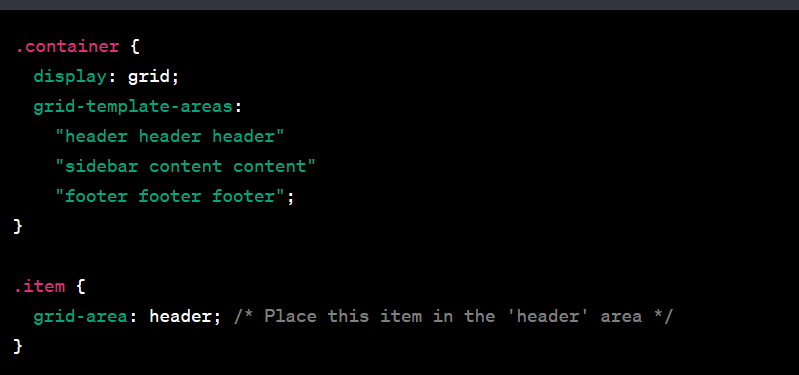 .container {
  display: grid;
  grid-template-areas:
    "header header header"
    "sidebar content content"
    "footer footer footer";
}
.item {
  grid-area: header; /* Place this item in the 'header' area */
}